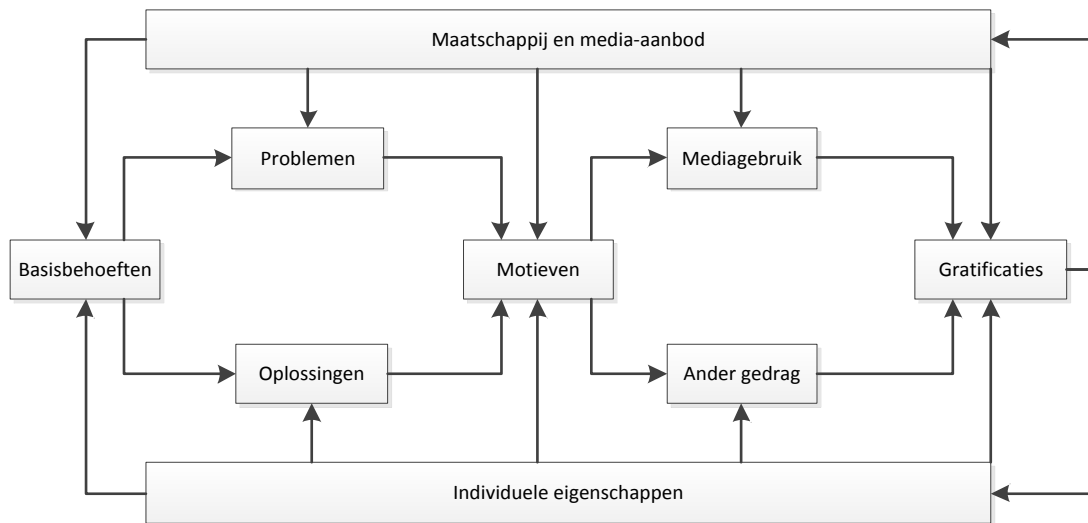 Maatschappij en media-aanbod
Problemen
Mediagebruik
Basisbehoeften
Motieven
Gratificaties
Oplossingen
Ander gedrag
Individuele eigenschappen